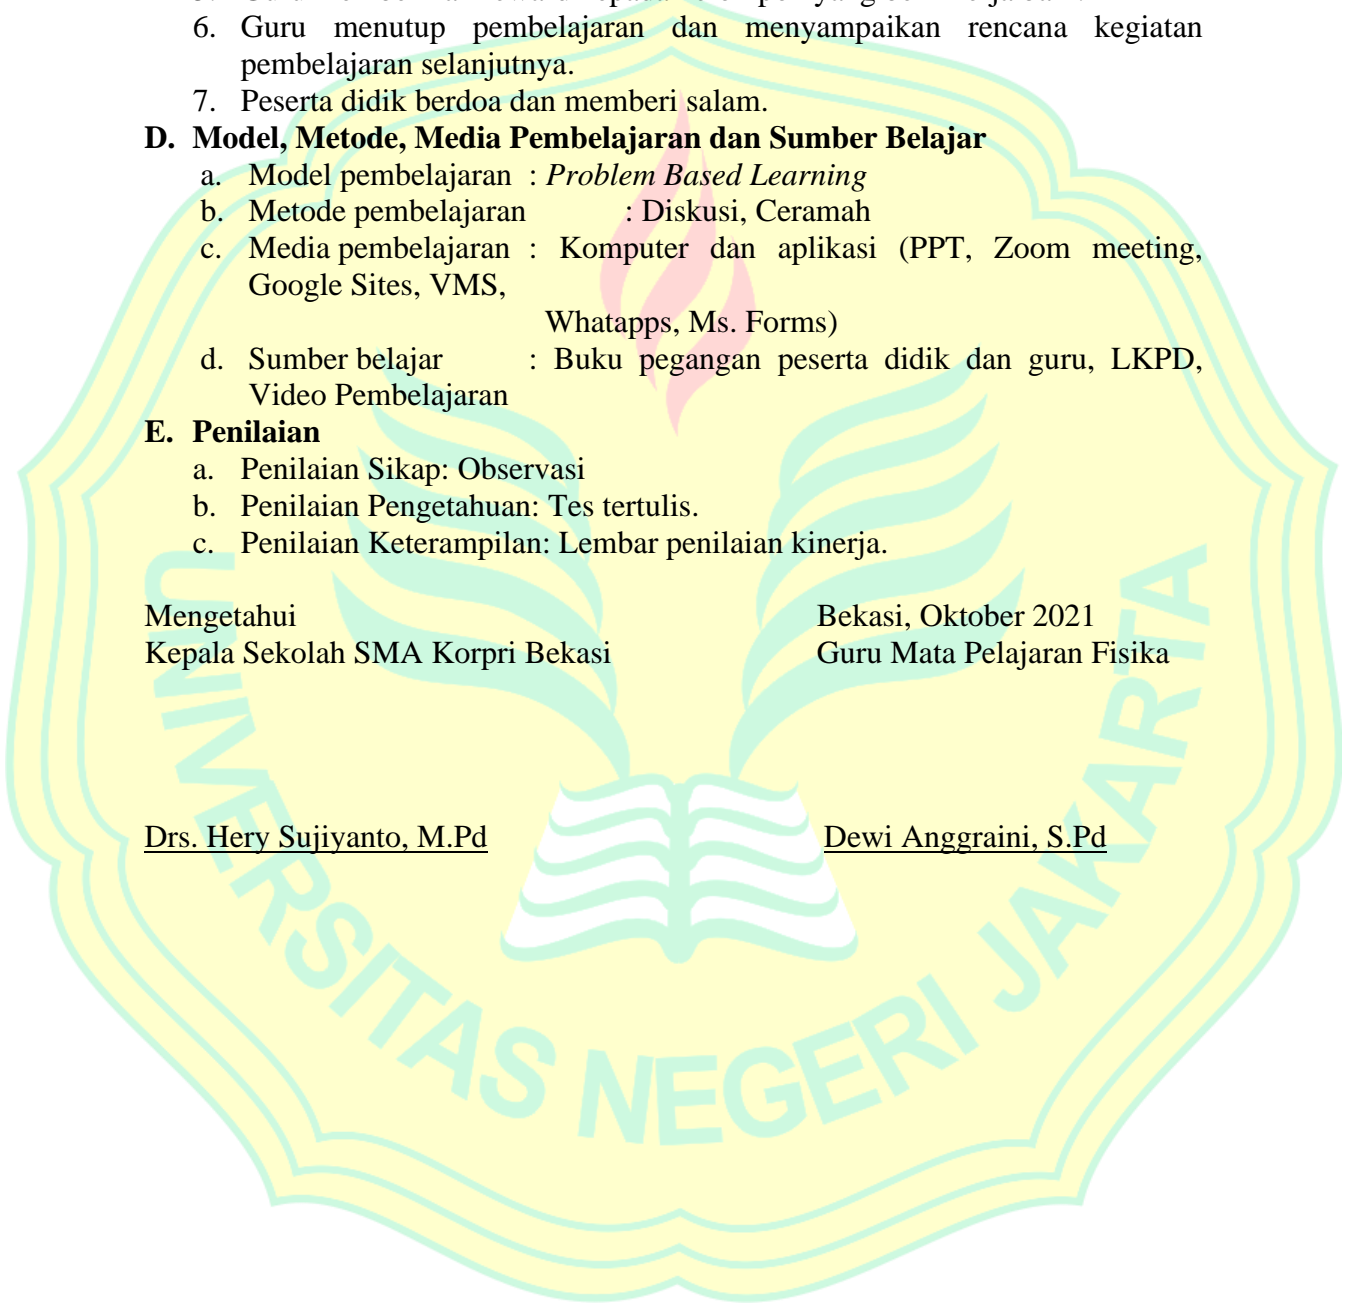 6. Guru menutup pembelajaran dan menyampaikan rencana kegiatan
pembelajaran selanjutnya.
7. Peserta didik berdoa dan memberi salam.
D. Model, Metode, Media Pembelajaran dan Sumber Belajar
a. Model pembelajaran : Problem Based Learning
b. Metode pembelajaran : Diskusi, Ceramah
c. Media pembelajaran : Komputer dan aplikasi (PPT, Zoom meeting,
Google Sites, VMS,
Whatapps, Ms. Forms)
d. Sumber belajar : Buku pegangan peserta didik dan guru, LKPD,
Video Pembelajaran
E. Penilaian
a. Penilaian Sikap: Observasi
b. Penilaian Pengetahuan: Tes tertulis.
c. Penilaian Keterampilan: Lembar penilaian kinerja.
Mengetahui Bekasi, Oktober 2021
Kepala Sekolah SMA Korpri Bekasi Guru Mata Pelajaran Fisika
Drs. Hery Sujiyanto, M.Pd Dewi Anggraini, S.Pd
UNIVERSITAS NEGERI JAKARTA